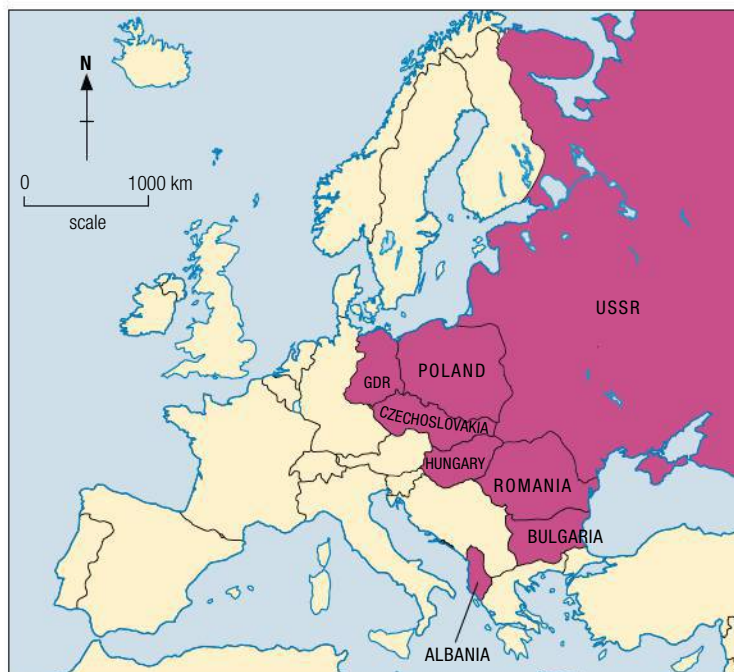 N
0 1000 km
scale
USSR
POLAND
GDR
CZECHOSLOVAKIA
HUNGARY
ROMANIA
BULGARIA
ALBANIA